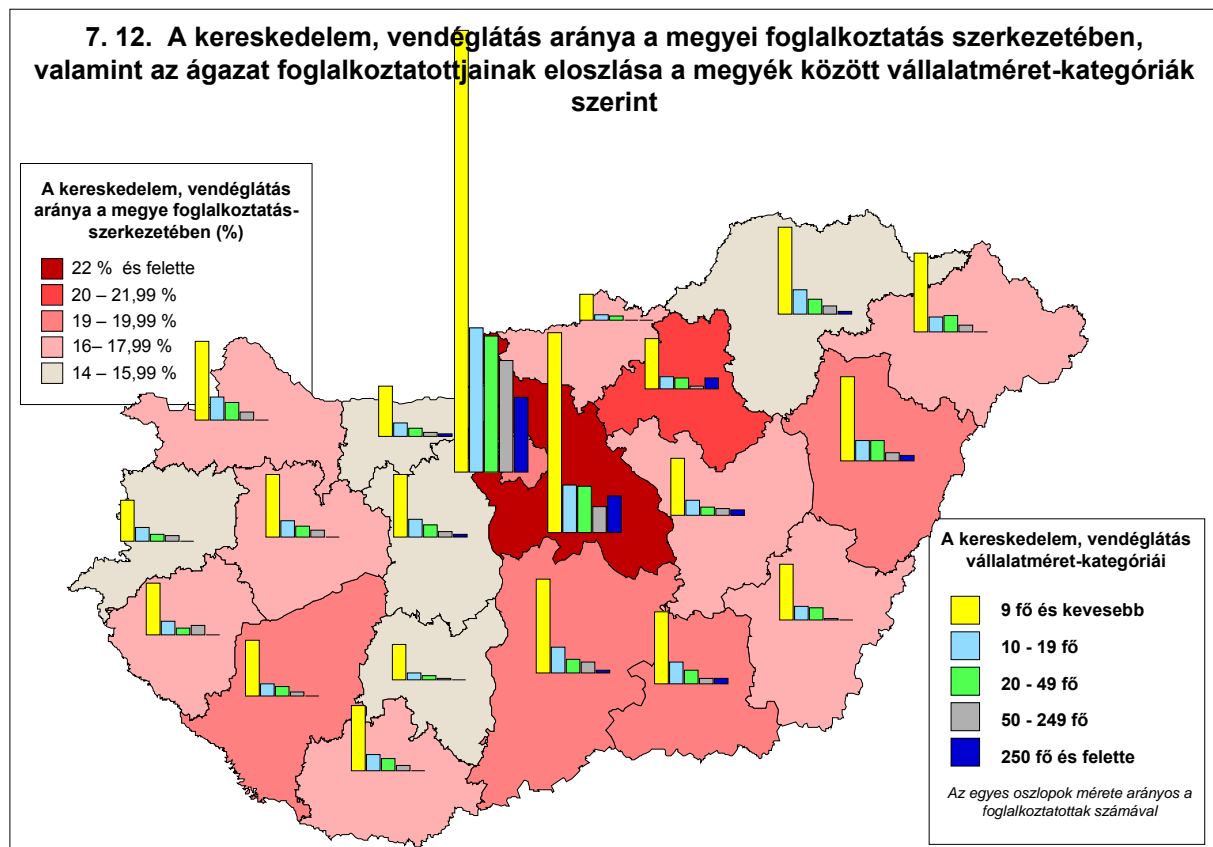 7. 12. A kereskedelem, vendéglátás aránya a megyei foglalkoztatás szerkezetében,
valamint az ágazat foglalkoztatottjainak eloszlása a megyék között vállalatméret-kategóriák
szerint
A kereskedelem, vendéglátás
aránya a megye foglalkoztatás-
szerkezetében (%)
22 % és felette
20 – 21,99 %
19 – 19,99 %
16– 17,99 %
14 – 15,99 %
A kereskedelem, vendéglátás
vállalatméret-kategóriái
9 fő és kevesebb
10 - 19 fő
20 - 49 fő
50 - 249 fő
250 fő és felette
Az egyes oszlopok mérete arányos a
foglalkoztatottak számával